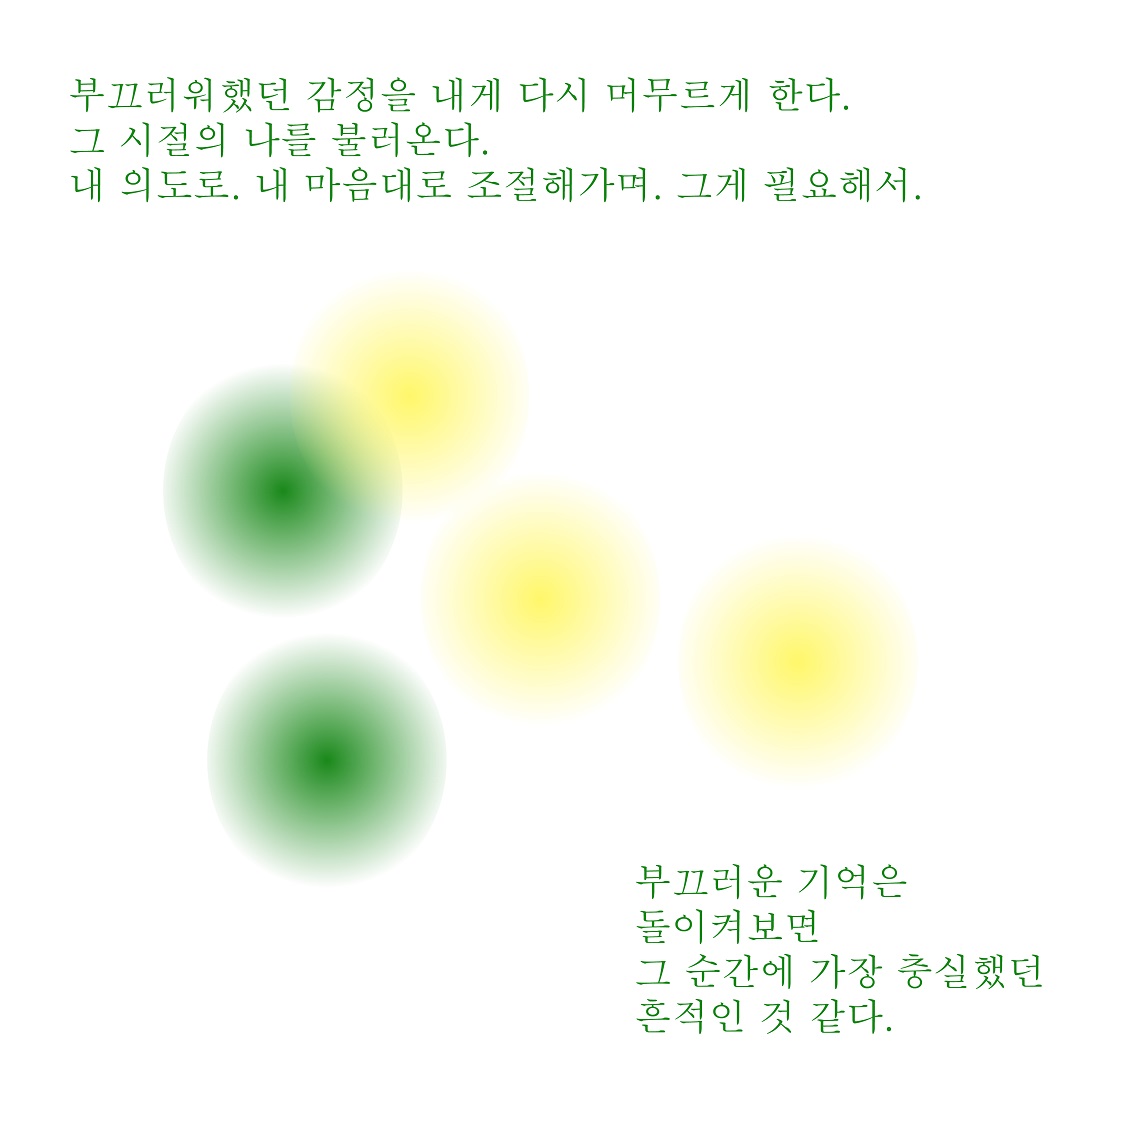 부끄러워했던 감정을 내게 다시 머무르게 한다.
그 시절의 나를 불러온다.
내 의도로. 내 마음대로 조절해가며. 그게 필요해서.
부끄러운 기억은
돌이켜보면
그 순간에 가장 충실했던
흔적인 것 같다.